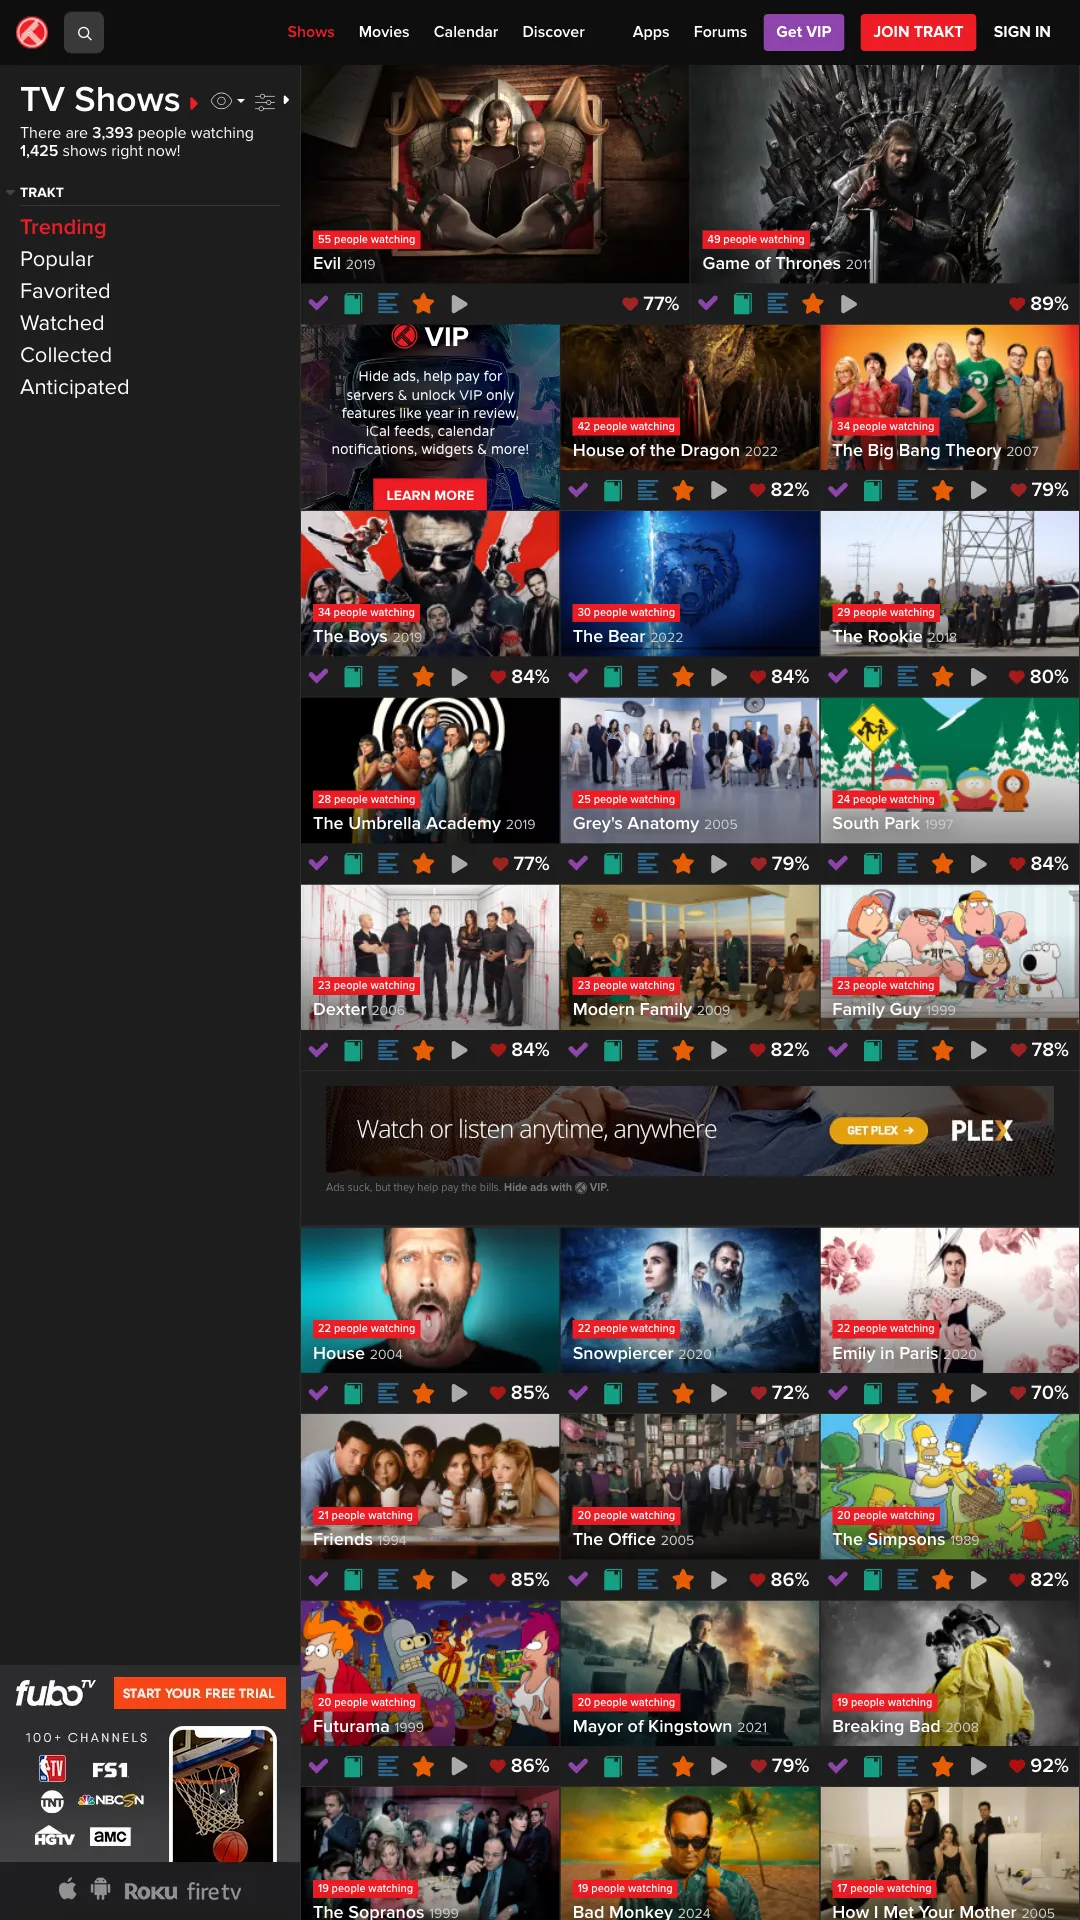 Shows
Movies
Calendar
Discover
Apps
Forums
Get VIP
JOIN TRAKT
SIGN IN
TV Shows
There are 3,393 people watching
1,425 shows right now!
TRAKT
Trending
Popular
Favorited
Watched
Collected
Anticipated
55 people watching
Evil 2019
77%
49 people watching
Game of Thrones 2011
89%
VIP
Hide ads, help pay for
servers & unlock VIP only
features like year in review,
iCal feeds, calendar
notifications, widgets & more!
LEARN MORE
42 people watching
House of the Dragon 2022
82%
34 people watching
The Big Bang Theory 2007
79%
34 people watching
The Boys 2019
84%
30 people watching
The Bear 2022
84%
29 people watching
The Rookie 2018
80%
28 people watching
The Umbrella Academy 2019
77%
25 people watching
Grey's Anatomy 2005
79%
24 people watching
South Park 1997
84%
23 people watching
Dexter 2006
84%
23 people watching
Modern Family 2009
82%
23 people watching
Family Guy 1999
78%
Watch or listen anytime, anywhere
GET PLEX →
PLEX
Ads suck, but they help pay the bills. Hide ads with VIP.
22 people watching
House 2004
85%
22 people watching
Snowpiercer 2020
72%
22 people watching
Emily in Paris 2020
70%
21 people watching
Friends 1994
85%
20 people watching
The Office 2005
86%
20 people watching
The Simpsons 1989
82%
20 people watching
Futurama 1999
86%
20 people watching
Mayor of Kingstown 2021
79%
19 people watching
Breaking Bad 2008
92%
19 people watching
The Sopranos 1999
19 people watching
Bad Monkey 2024
17 people watching
How I Met Your Mother 2005
fuboTV
START YOUR FREE TRIAL
100+ CHANNELS
NBA TV
FS1
TNT
NBCSN
HGTV
amc
Roku
firetv